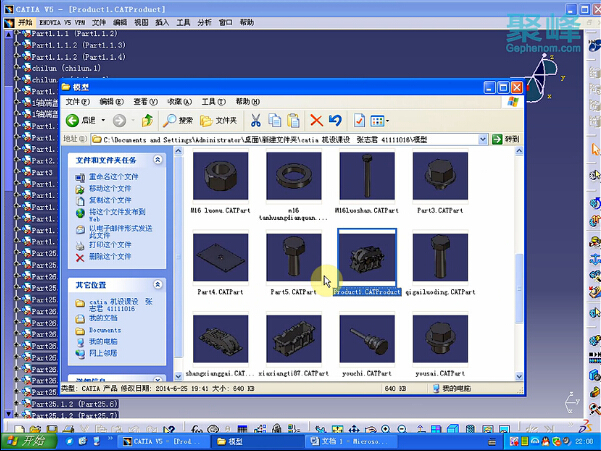 CATIA V5 - [Product1.CATProduct]
开始 ENOVIA V5 VPM 文件 编辑 视图 插入 工具 分析 窗口 帮助
聚峰
Gephenom.com
Part1.1.1 (Part1.1.2)
Part1.1.2 (Part1.1.3)
Part1.1.2 (Part1.1.4)
chilun (chilun.1)
模型
文件(F) 编辑(E) 查看(V) 收藏(A) 工具(T) 帮助(H)
后退 搜索 文件夹
地址(D) C:\Documents and Settings\Administrator\桌面\新建文件夹\catia 机设课设 张志君 41111016\模型 转到
文件和文件夹任务
重命名这个文件
移动这个文件
复制这个文件
将这个文件发布到
Web
以电子邮件形式发送
此文件
打印这个文件
删除这个文件
其它位置
catia 机设课设 张
志君 41111016
我的文档
Documents
我的电脑
网上邻居
M16 luomu.CATPart
m16
tanhuangdianquan...
M16luoshan.CATPart
Part3.CATPart
Part4.CATPart
Part5.CATPart
Product1.CATProduct
qigailuoding.CATPart
shangxianggai.CAT...
xiaxiangti87.CATPart
youchi.CATPart
yousai.CATPart
类型: CATIA 产品 修改日期: 2014-6-25 19:41 大小: 640 KB 640 KB 我的电脑
Part25.1.2 (Part25.6)
Part25.1.2 (Part25.7)
开始 CATIA V5 - [Prod... 模型 文档 1 - Microso... 22:00